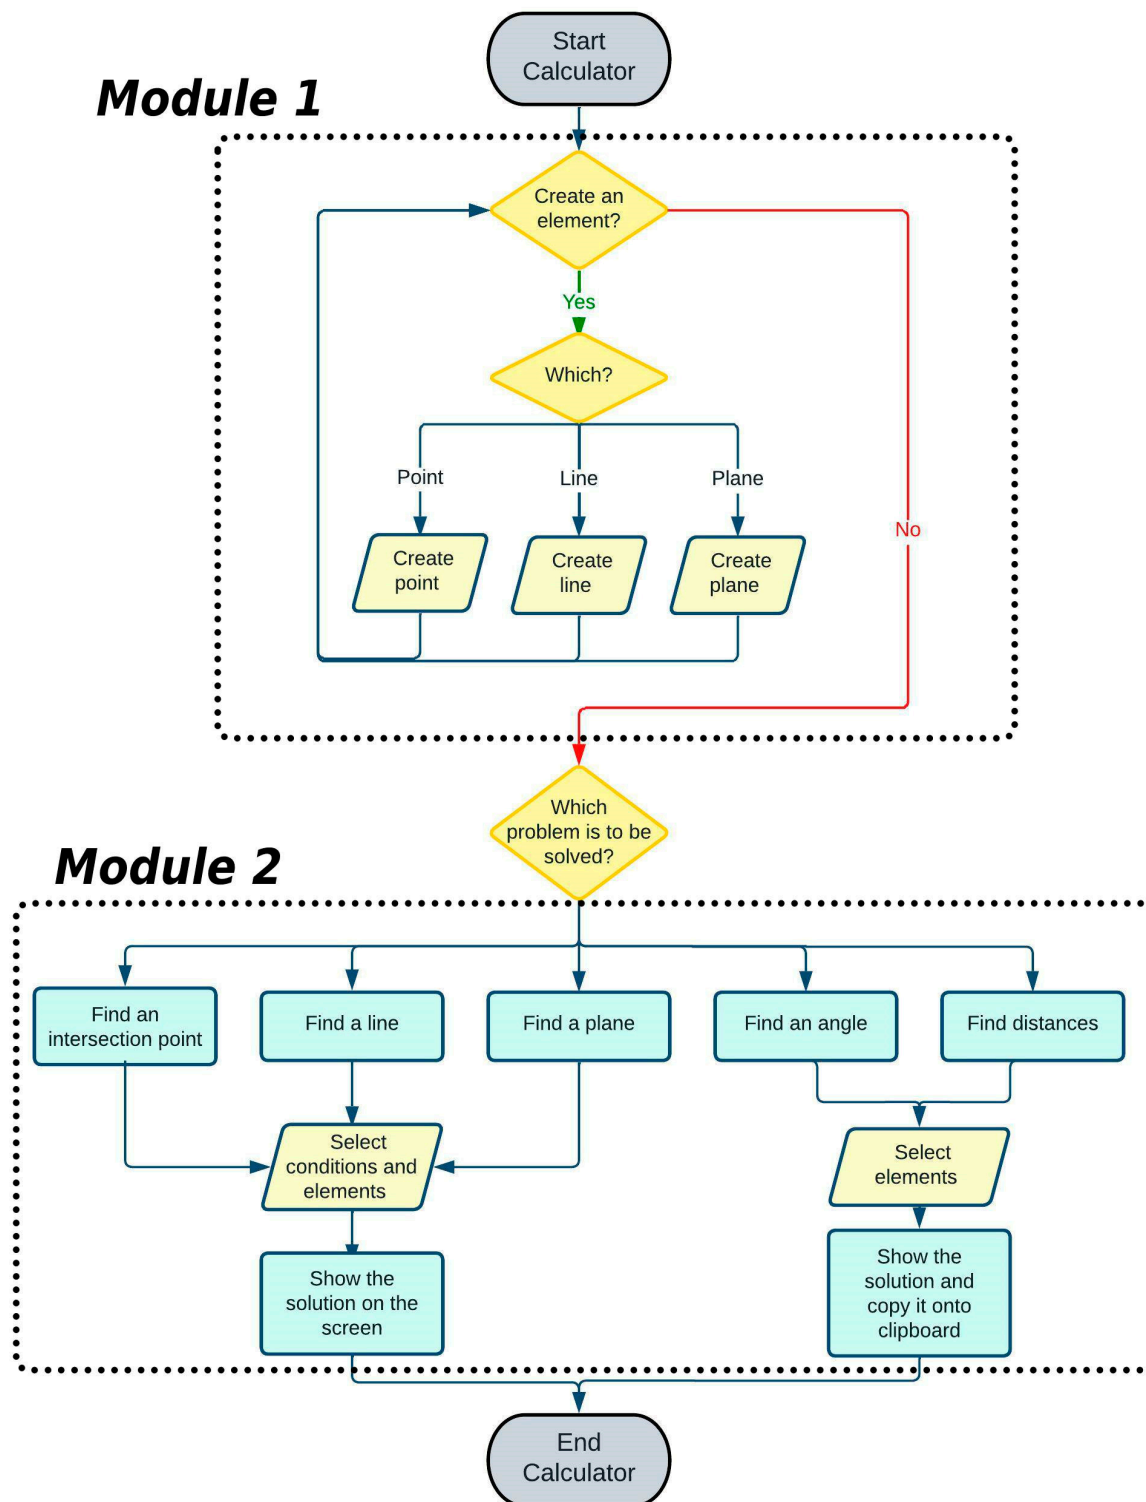 Start
Calculator
Module 1
Create an
element?
Yes
Which?
Point
Line
Plane
No
Create
point
Create
line
Create
plane
Which
problem is to be
solved?
Module 2
Find an
intersection point
Find a line
Find a plane
Find an angle
Find distances
Select
conditions and
elements
Select
elements
Show the
solution on the
screen
Show the
solution and
copy it onto
clipboard
End
Calculator